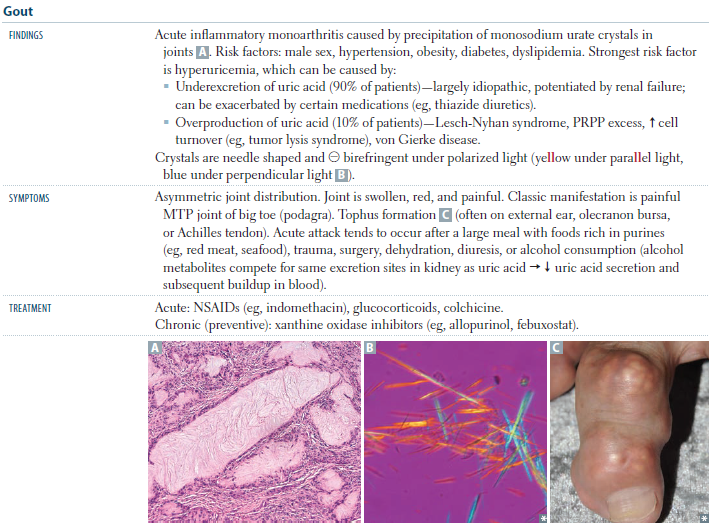 Gout
FINDINGS
Acute inflammatory monoarthritis caused by precipitation of monosodium urate crystals in
joints A. Risk factors: male sex, hypertension, obesity, diabetes, dyslipidemia. Strongest risk factor
is hyperuricemia, which can be caused by:
▪ Underexcretion of uric acid (90% of patients)—largely idiopathic, potentiated by renal failure;
can be exacerbated by certain medications (eg, thiazide diuretics).
▪ Overproduction of uric acid (10% of patients)—Lesch-Nyhan syndrome, PRPP excess, ↑ cell
turnover (eg, tumor lysis syndrome), von Gierke disease.
Crystals are needle shaped and ⊖ birefringent under polarized light (yellow under parallel light,
blue under perpendicular light B).
SYMPTOMS
Asymmetric joint distribution. Joint is swollen, red, and painful. Classic manifestation is painful
MTP joint of big toe (podagra). Tophus formation C (often on external ear, olecranon bursa,
or Achilles tendon). Acute attack tends to occur after a large meal with foods rich in purines
(eg, red meat, seafood), trauma, surgery, dehydration, diuresis, or alcohol consumption (alcohol
metabolites compete for same excretion sites in kidney as uric acid → ↓ uric acid secretion and
subsequent buildup in blood).
TREATMENT
Acute: NSAIDs (eg, indomethacin), glucocorticoids, colchicine.
Chronic (preventive): xanthine oxidase inhibitors (eg, allopurinol, febuxostat).
A
B
C
*
*